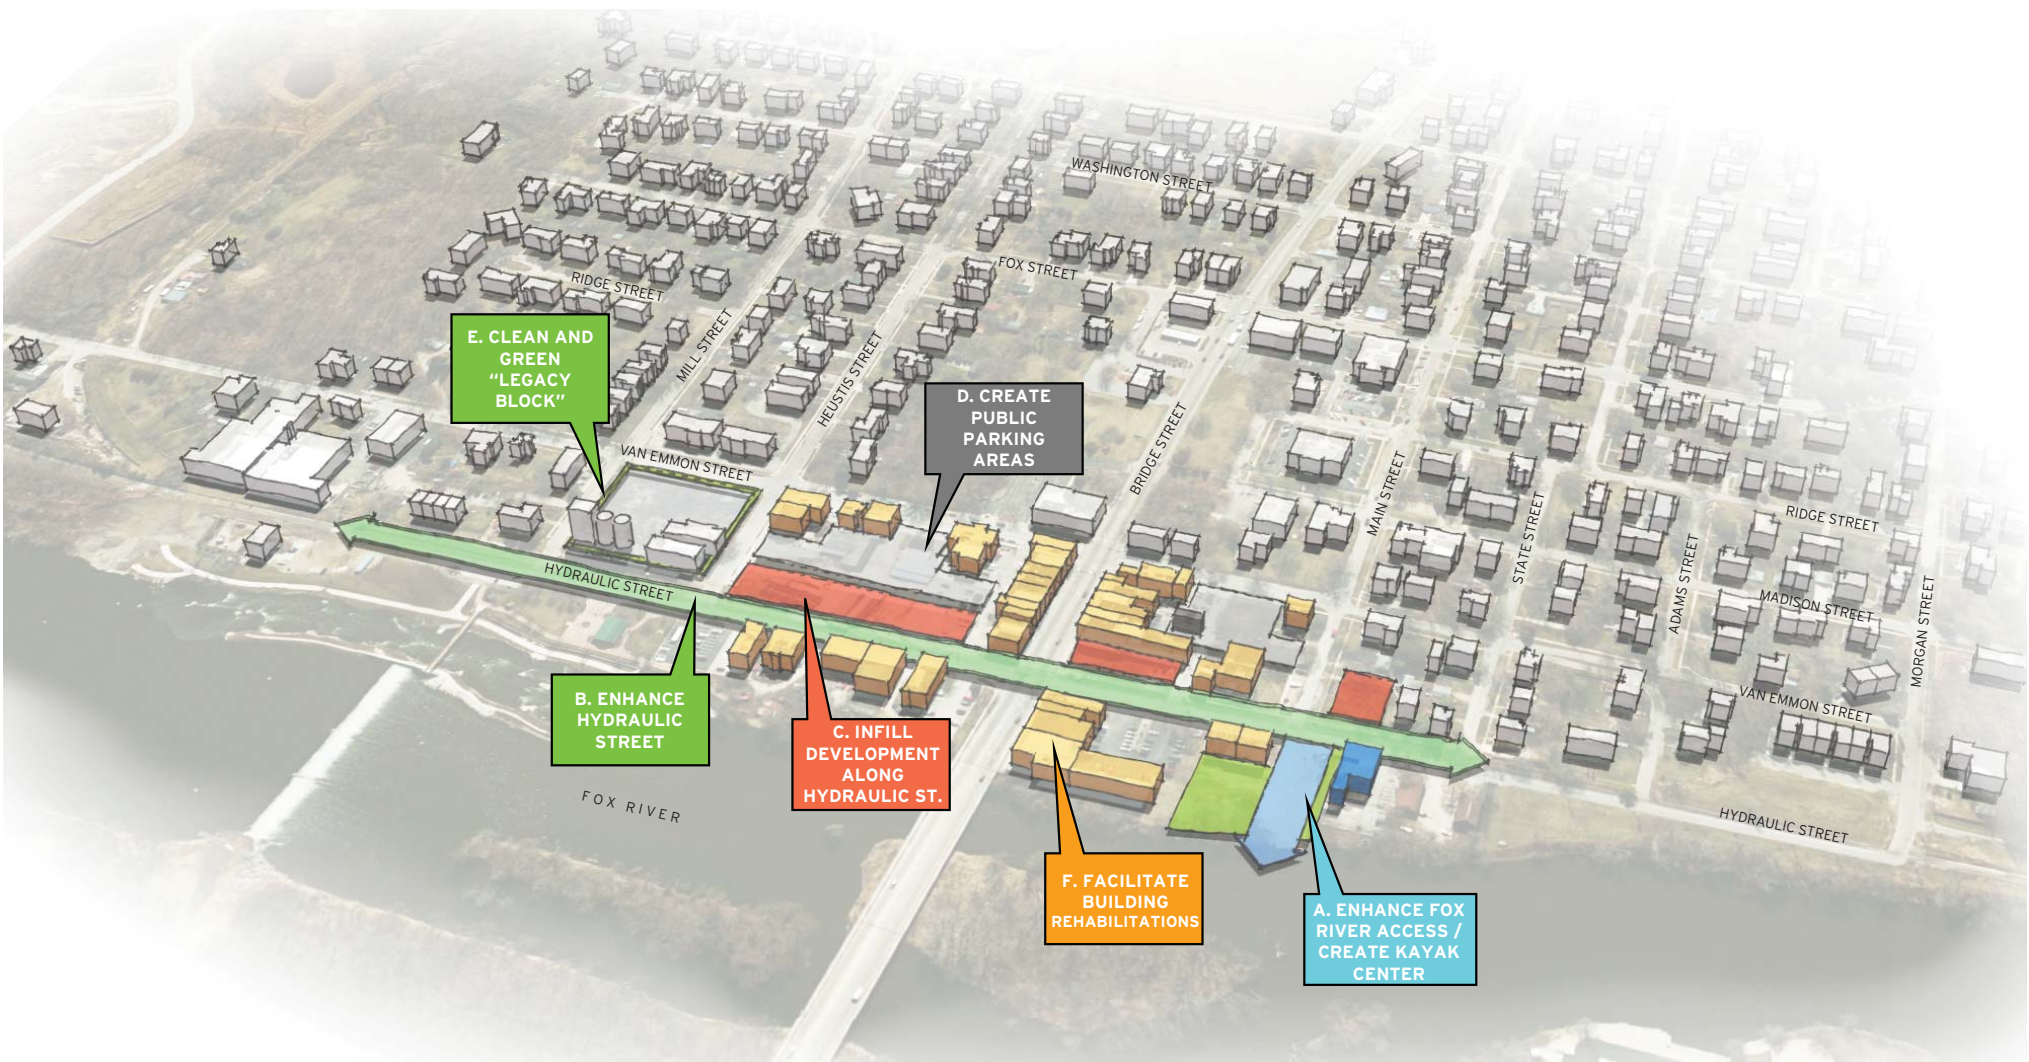 WASHINGTON STREET
FOX STREET
RIDGE STREET
MILL STREET
HEUSTIS STREET
E. CLEAN AND
GREEN
“LEGACY
BLOCK”
D. CREATE
PUBLIC
PARKING
AREAS
BRIDGE STREET
VAN EMMON STREET
MAIN STREET
STATE STREET
RIDGE STREET
ADAMS STREET
MADISON STREET
MORGAN STREET
HYDRAULIC STREET
VAN EMMON STREET
B. ENHANCE
HYDRAULIC
STREET
C. INFILL
DEVELOPMENT
ALONG
HYDRAULIC ST.
FOX RIVER
HYDRAULIC STREET
F. FACILITATE
BUILDING
REHABILITATIONS
A. ENHANCE FOX
RIVER ACCESS /
CREATE KAYAK
CENTER